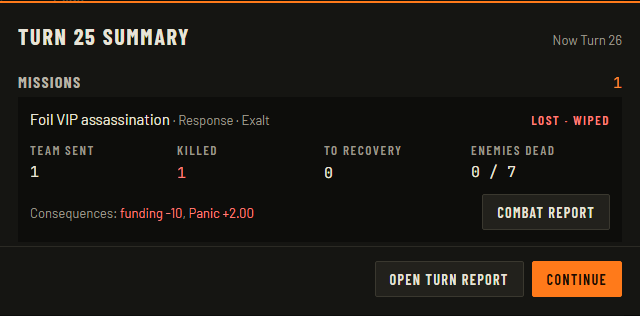 TURN 25 SUMMARY
Now Turn 26
MISSIONS 1
Foil VIP assassination · Response · Exalt
LOST · WIPED
TEAM SENT KILLED TO RECOVERY ENEMIES DEAD
1 1 0 0 / 7
Consequences: funding -10, Panic +2.00
COMBAT REPORT
OPEN TURN REPORT CONTINUE